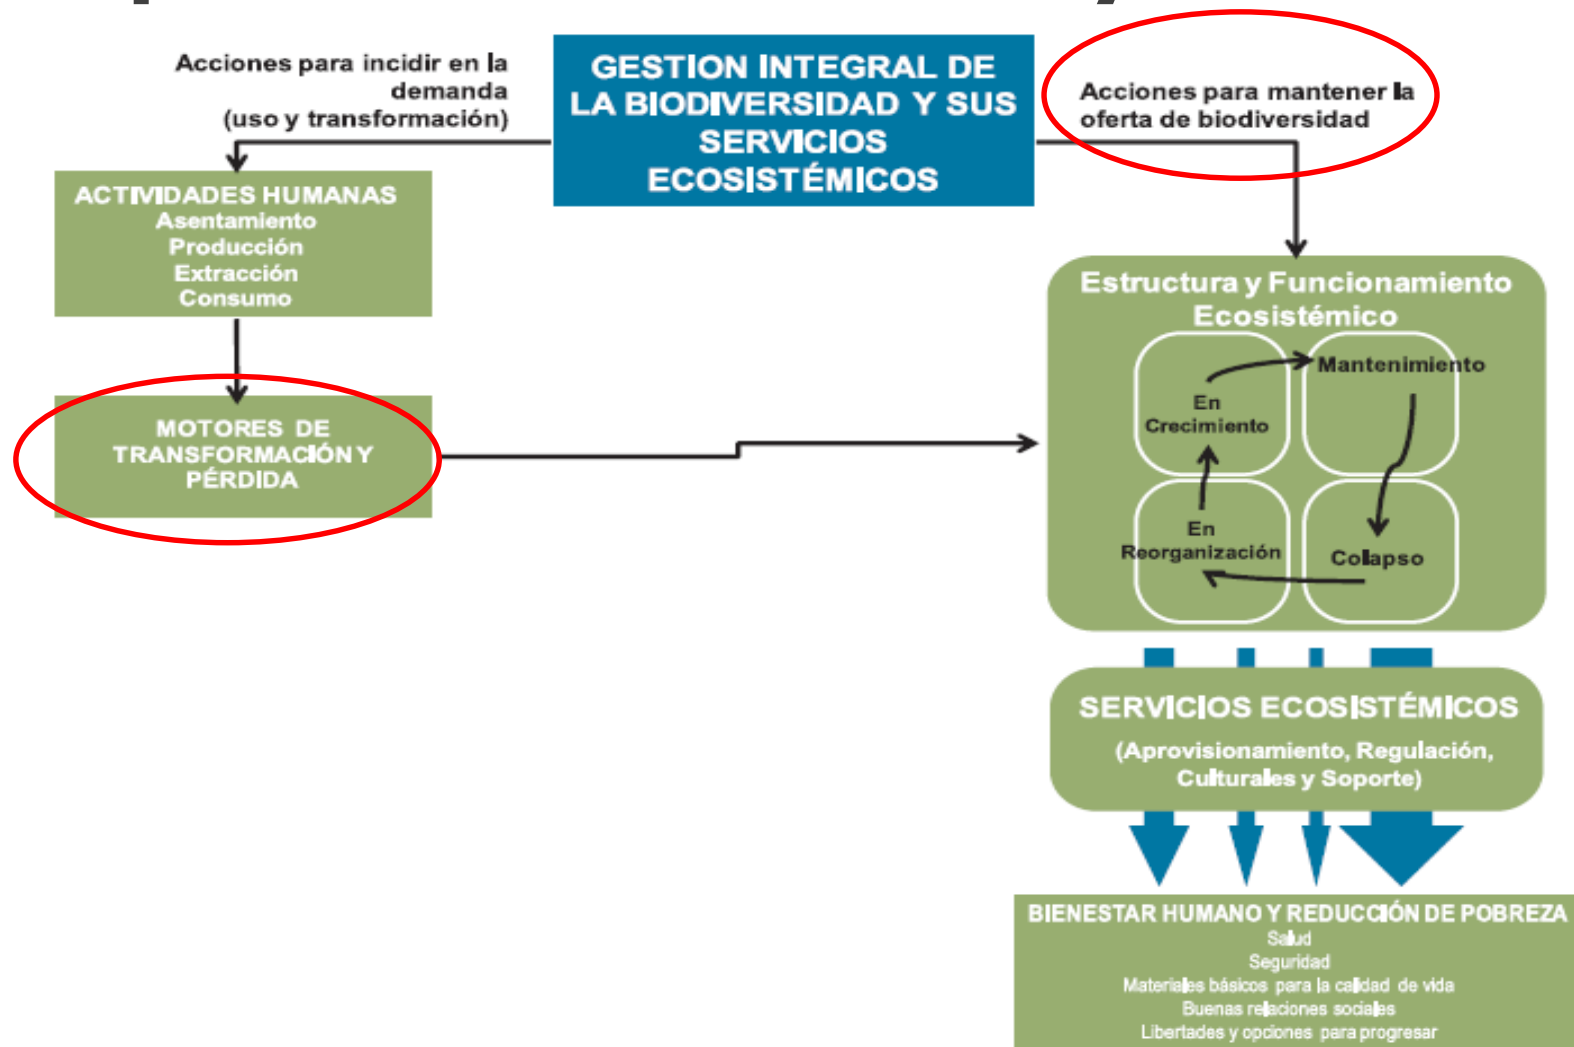 Acciones para incidir en la
demanda
(uso y transformación)
GESTION INTEGRAL DE
LA BIODIVERSIDAD Y SUS
SERVICIOS
ECOSISTÉMICOS
Acciones para mantener la
oferta de biodiversidad
ACTIVIDADES HUMANAS
Asentamiento
Producción
Extracción
Consumo
MOTORES DE
TRANSFORMACIÓN Y
PÉRDIDA
Estructura y Funcionamiento
Ecosistémico
En
Crecimiento
Mantenimiento
En
Reorganización
Colapso
SERVICIOS ECOSISTÉMICOS
(Aprovisionamiento, Regulación,
Culturales y Soporte)
BIENESTAR HUMANO Y REDUCCIÓN DE POBREZA
Salud
Seguridad
Materiales básicos para la calidad de vida
Buenas relaciones sociales
Libertades y opciones para progresar